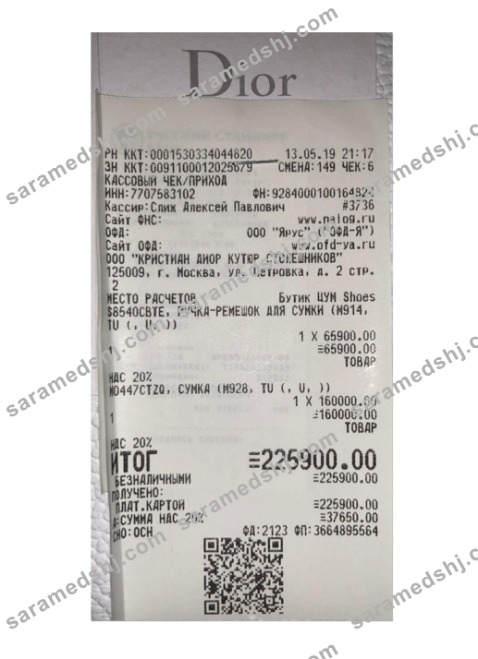 Dior
РН ККТ:0001530334044820 13.05.19 21:17
ЗН ККТ:0091100012025679 СМЕНА:149 ЧЕК:6
КАССОВЫЙ ЧЕК/ПРИХОД
ИНН:7707583102
Кассир:Слих Алексей Павлович #3736
Сайт ФНС: www.nalog.ru
ОФД: ООО "Ярус" ("ОФД-Я")
Сайт ОФД: www.ofd-ya.ru
ООО "КРИСТИАН ДИОР КУТЮР СТОЛЕШНИКОВ"
125009, г. Москва, ул. Петровка, д. 2 стр.
2
МЕСТО РАСЧЕТОВ Бутик ЦУМ Shoes
S8540CBTE, РУЧКА-РЕМЕШОК ДЛЯ СУМКИ (M914,
TU (, U, ))
1 X 65900.00
1 ≡65900.00
ТОВАР
НДС 20%
M0447CTZQ, СУМКА (M928, TU (, U, ))
1 X 160000.00
1 ≡160000.00
ТОВАР
НДС 20%
ИТОГ ≡225900.00
БЕЗНАЛИЧНЫМИ ≡225900.00
ПОЛУЧЕНО:
ПЛАТ.КАРТОЙ ≡225900.00
А:СУММА НДС 20% ≡37650.00
СНО:ОСН ФД:2123 ФП:3664895564
saramedshj.com